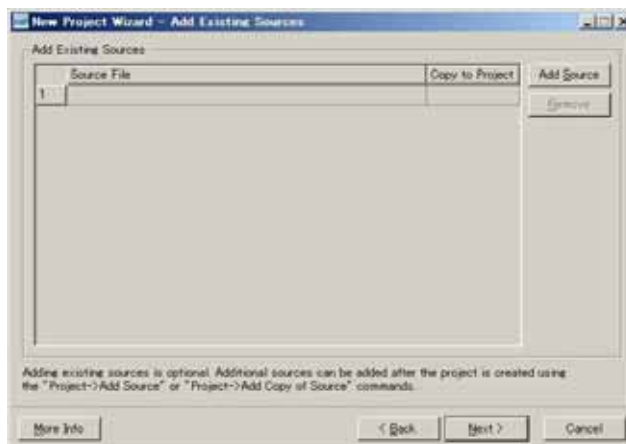 New Project Wizard - Add Existing Sources
Add Existing Sources
Source File Copy to Project
Add Source
1
Remove
Adding existing sources is optional. Additional sources can be added after the project is created using
the "Project->Add Source" or "Project->Add Copy of Source" commands.
More Info < Back Next > Cancel